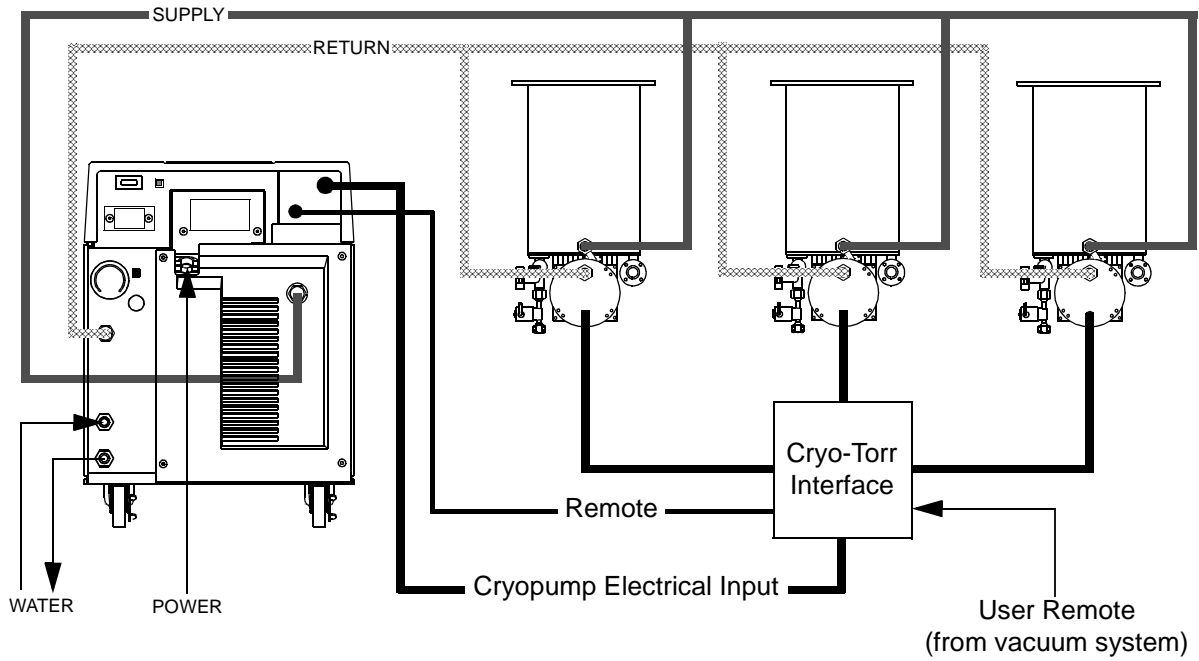 SUPPLY
RETURN
Cryo-Torr
Interface
Remote
Cryopump Electrical Input
WATER
POWER
User Remote
(from vacuum system)